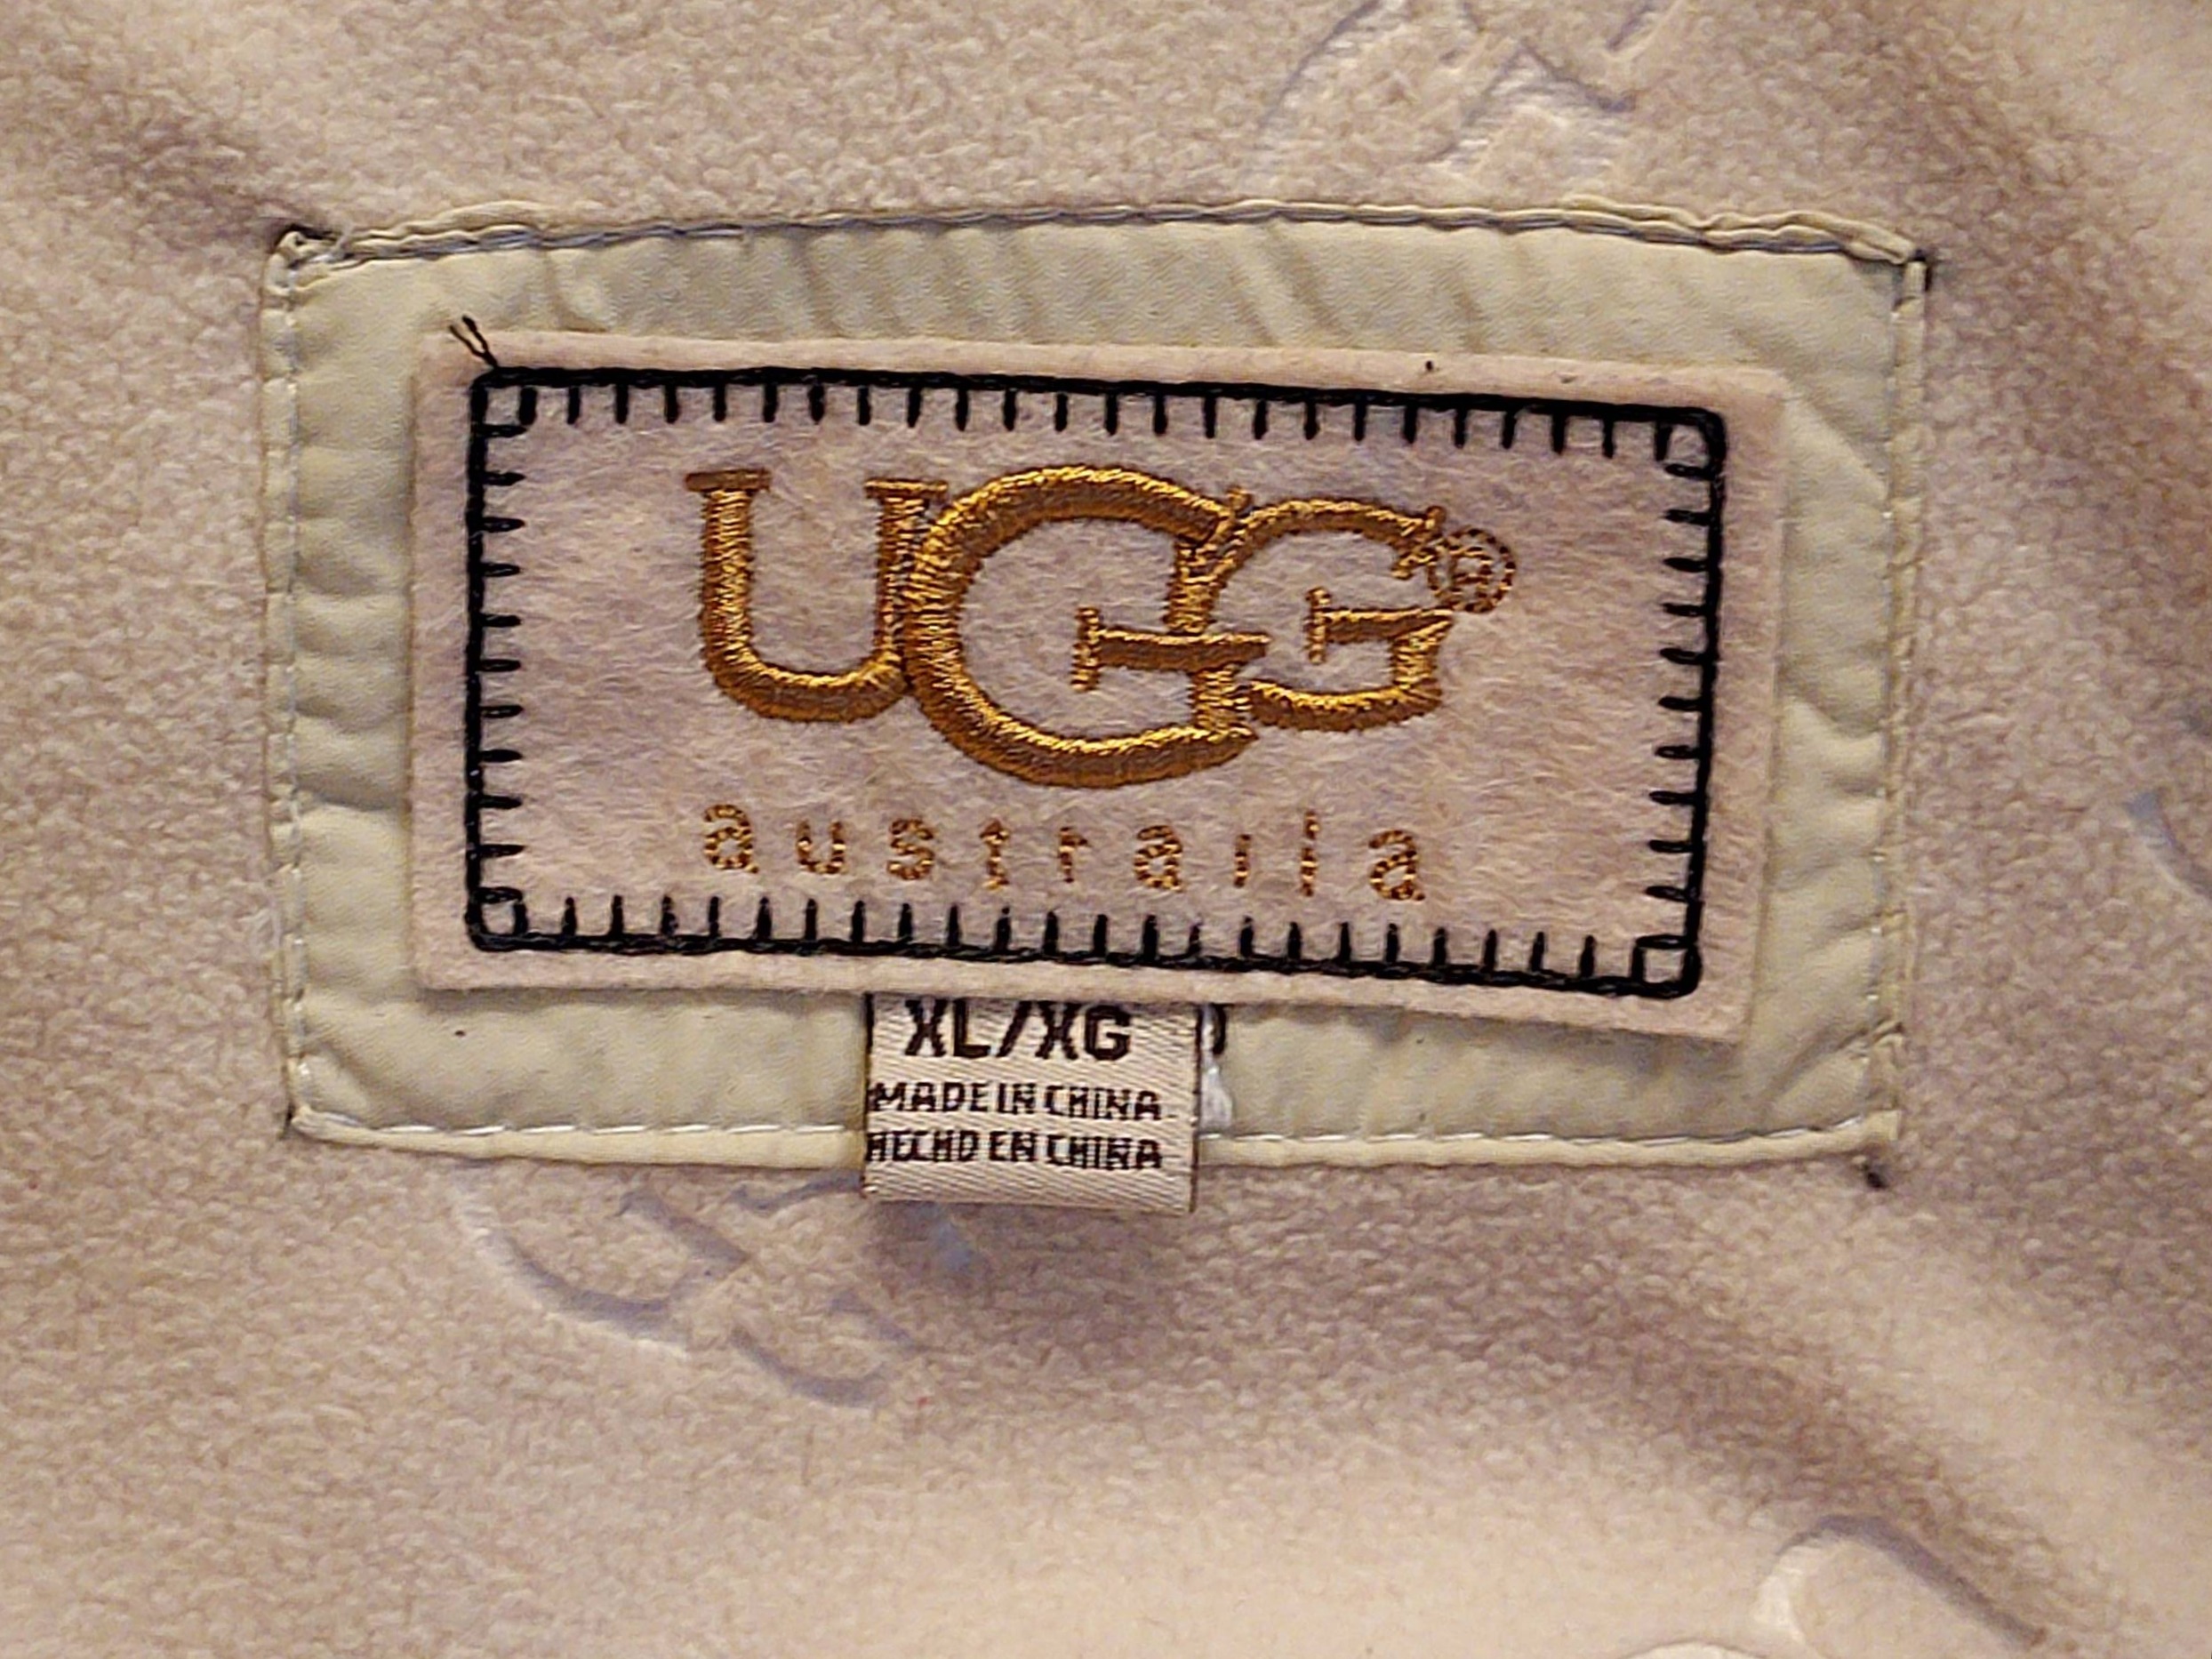 UGG®
australia
XL/XG
MADE IN CHINA
HECHO EN CHINA